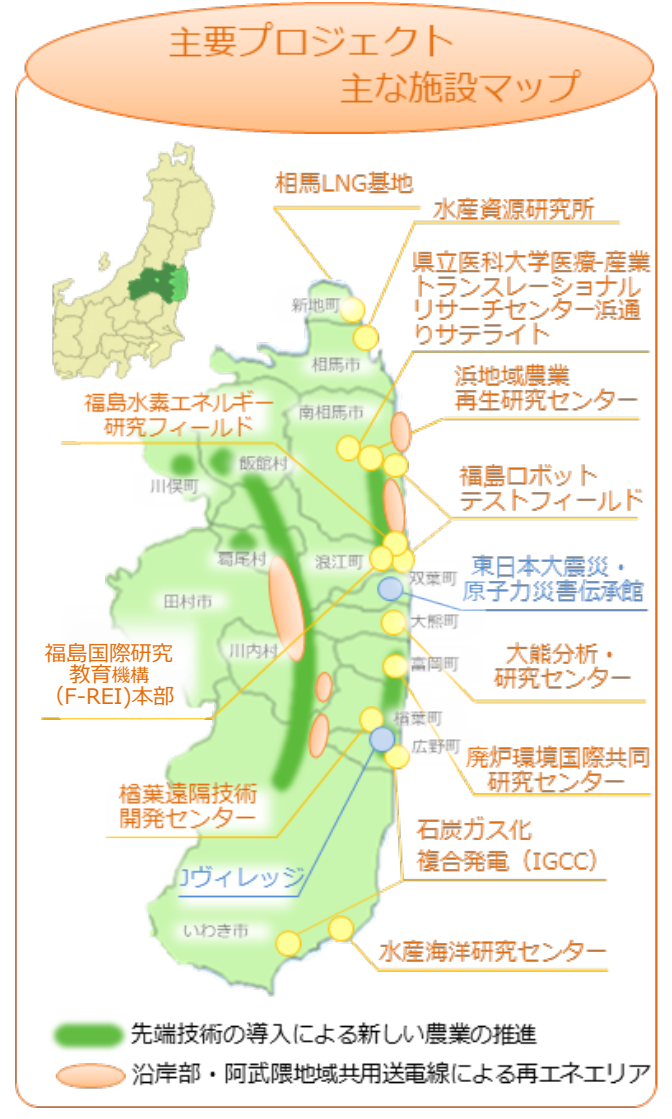 主要プロジェクト
主な施設マップ
相馬LNG基地
水産資源研究所
県立医科大学医療-産業
トランスレーショナル
リサーチセンター浜通
りサテライト
新地町
相馬市
浜地域農業
再生研究センター
福島水素エネルギー
研究フィールド
南相馬市
飯館村
川俣町
福島ロボット
テストフィールド
葛尾村
浪江町
双葉町
東日本大震災・
原子力災害伝承館
田村市
大熊町
川内村
福島国際研究
教育機構
（F-REI)本部
大熊分析・
研究センター
富岡町
楢葉町
広野町
廃炉環境国際共同
研究センター
楢葉遠隔技術
開発センター
石炭ガス化
複合発電（IGCC）
Jヴィレッジ
いわき市
水産海洋研究センター
先端技術の導入による新しい農業の推進
沿岸部・阿武隈地域共用送電線による再エネエリア